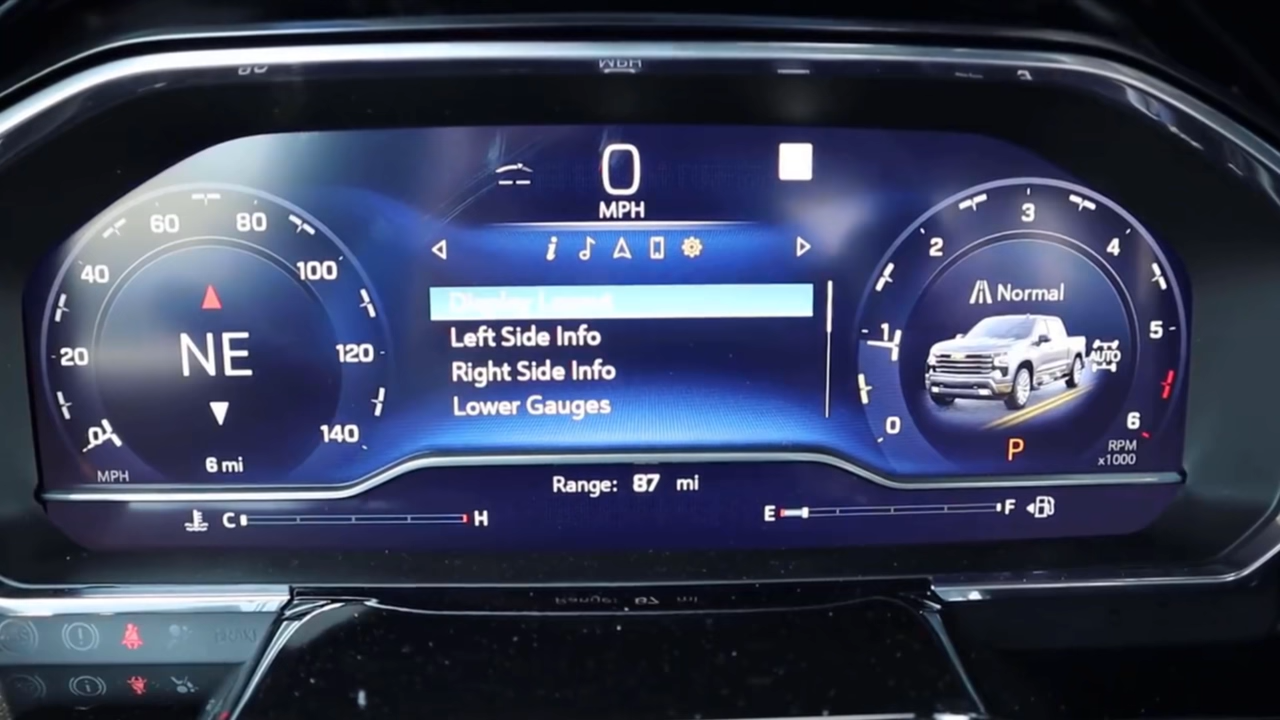 0
MPH
60 80
40 100
20 120
0 140
MPH
NE
6 mi
Display Layout
Left Side Info
Right Side Info
Lower Gauges
3
2 4
1 5
0 6
Normal
AUTO
P
RPM
x1000
Range: 87 mi
C H
E F